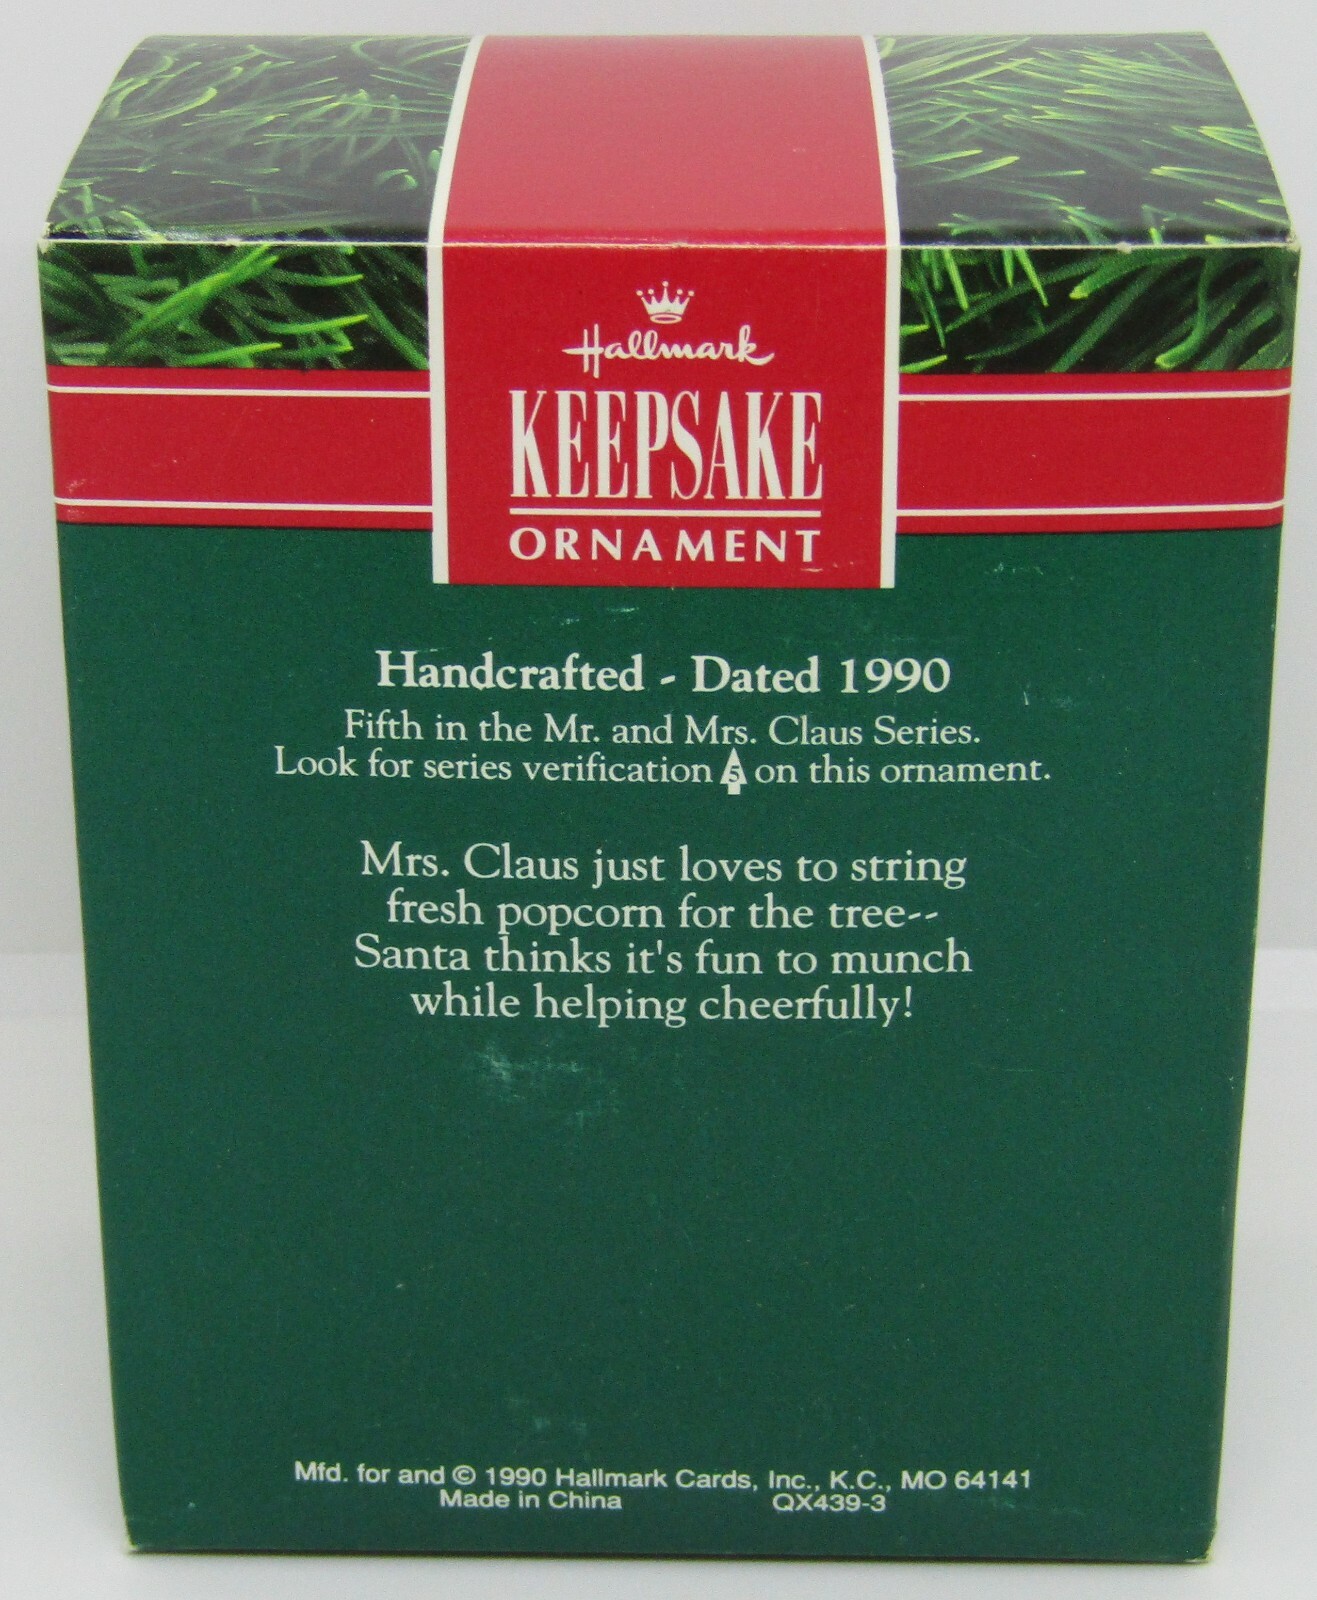 Hallmark
KEEPSAKE
ORNAMENT
Handcrafted - Dated 1990
Fifth in the Mr. and Mrs. Claus Series.
Look for series verification 5 on this ornament.
Mrs. Claus just loves to string
fresh popcorn for the tree--
Santa thinks it's fun to munch
while helping cheerfully!
Mfd. for and © 1990 Hallmark Cards, Inc., K.C., MO 64141
Made in China QX439-3